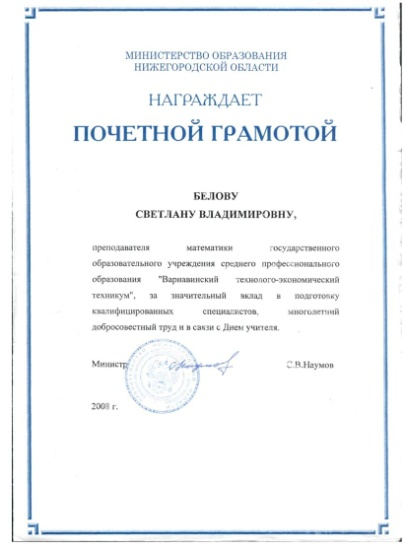 МИНИСТЕРСТВО ОБРАЗОВАНИЯ
НИЖЕГОРОДСКОЙ ОБЛАСТИ
НАГРАЖДАЕТ
ПОЧЕТНОЙ ГРАМОТОЙ
БЕЛОВУ
СВЕТЛАНУ ВЛАДИМИРОВНУ,
преподавателя математики государственного
образовательного учреждения среднего профессионального
образования "Варнавинский технолого-экономический
техникум", за значительный вклад в подготовку
квалифицированных специалистов, многолетний
добросовестный труд и в связи с Днем учителя.
Министр С.В.Наумов
2008 г.